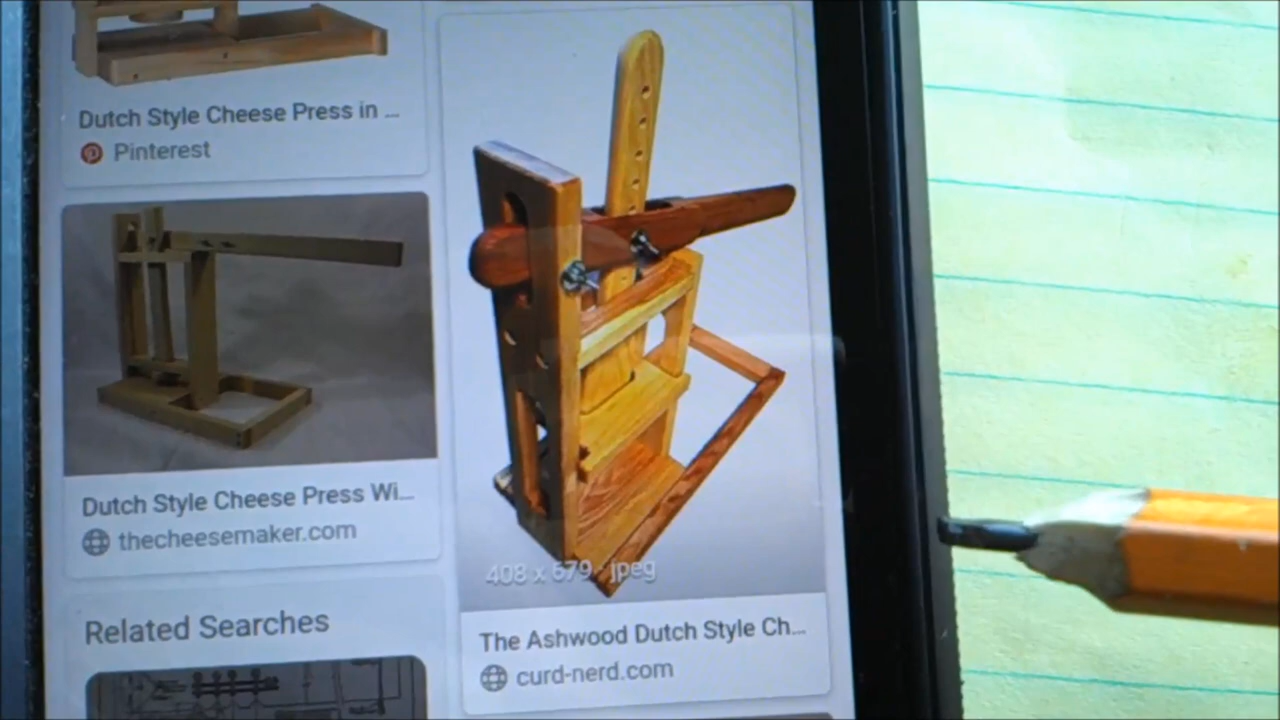 Dutch Style Cheese Press in ...
Pinterest
Dutch Style Cheese Press Wi...
thecheesemaker.com
Related Searches
408 x 679 - jpeg
The Ashwood Dutch Style Ch...
curd-nerd.com